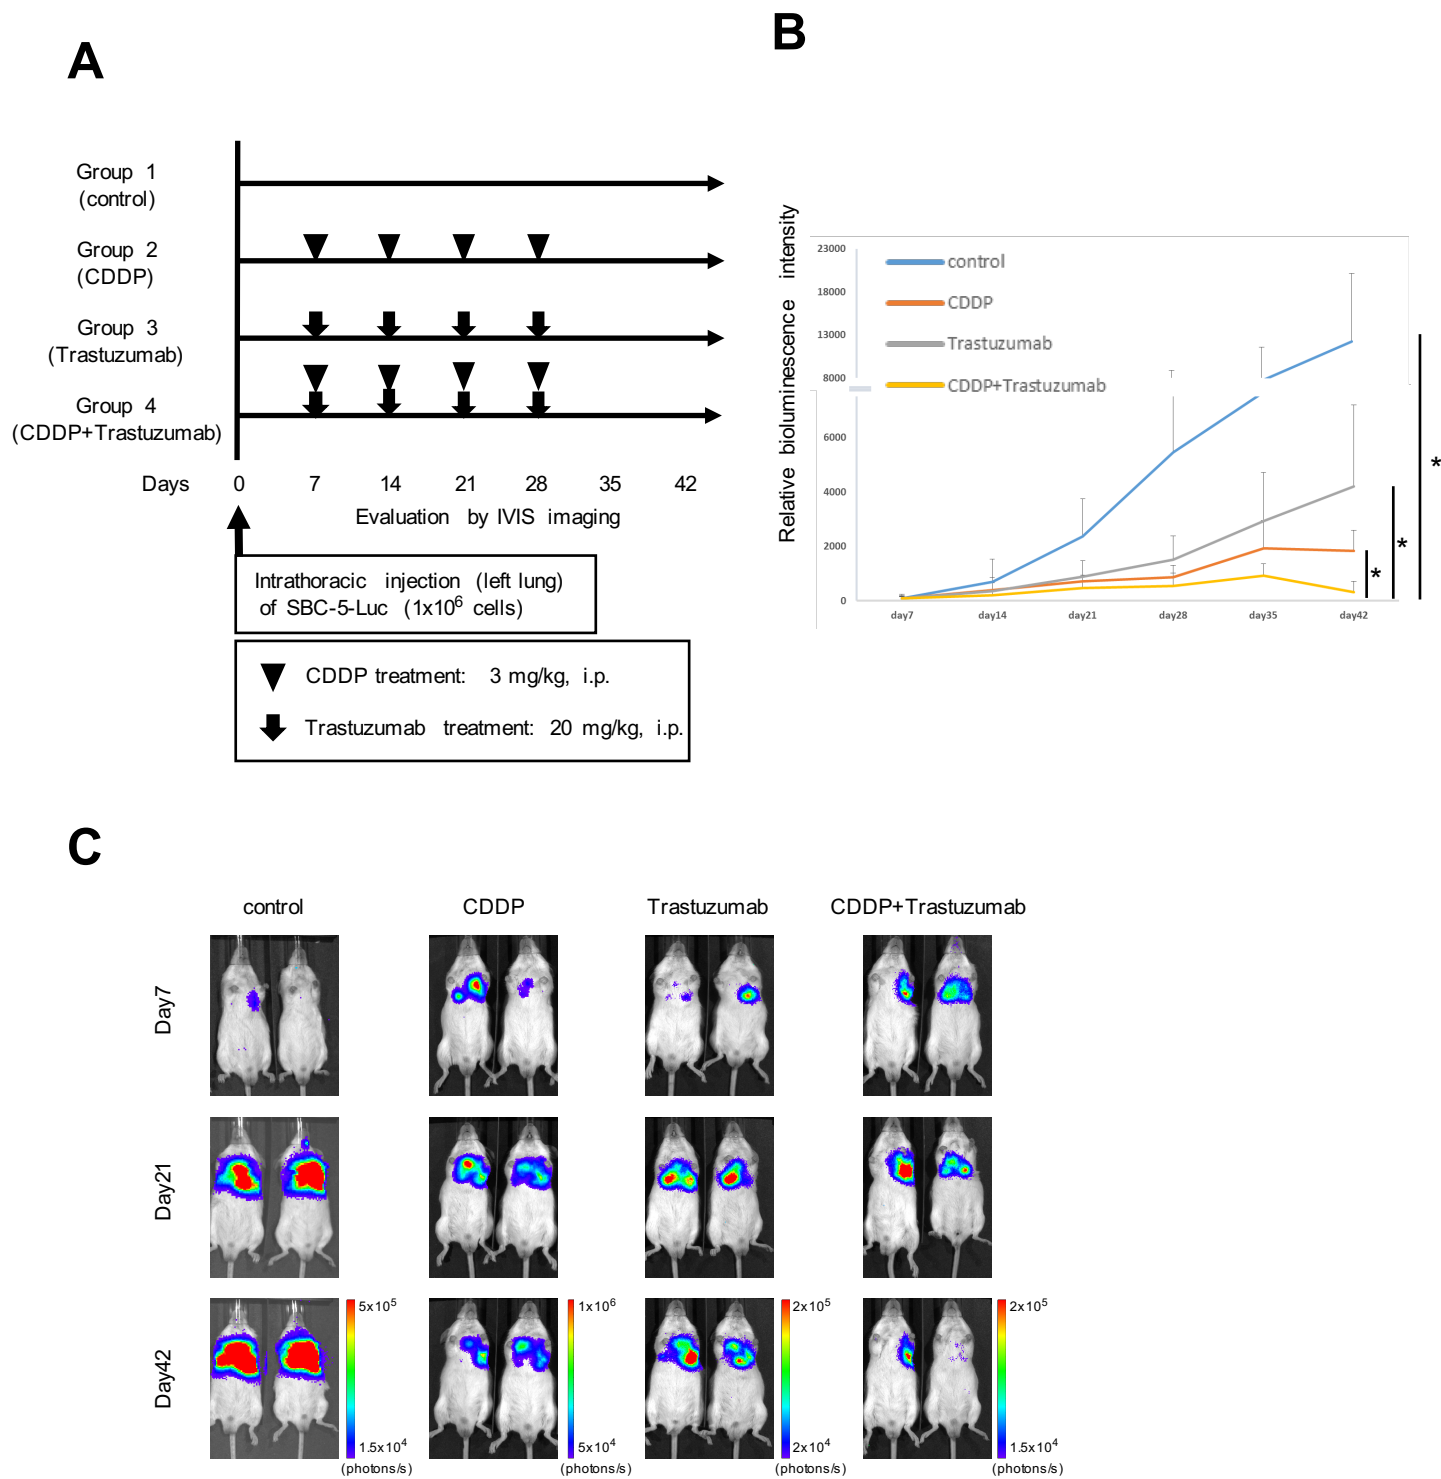 A
Group 1
(control)
Group 2
(CDDP)
Group 3
(Trastuzumab)
Group 4
(CDDP+Trastuzumab)
Days 0 7 14 21 28 35 42
Evaluation by IVIS imaging
Intrathoracic injection (left lung)
of SBC-5-Luc (1x10⁶ cells)
CDDP treatment: 3 mg/kg, i.p.
Trastuzumab treatment: 20 mg/kg, i.p.
B
Relative bioluminescence intensity
23000
18000
13000
8000
6000
4000
2000
0
control
CDDP
Trastuzumab
CDDP+Trastuzumab
day7 day14 day21 day28 day35 day42
*
*
*
C
control CDDP Trastuzumab CDDP+Trastuzumab
Day7
Day21
Day42
5x10⁵ 1x10⁶ 2x10⁵ 2x10⁵
1.5x10⁴ 5x10⁴ 2x10⁴ 1.5x10⁴
(photons/s) (photons/s) (photons/s) (photons/s)